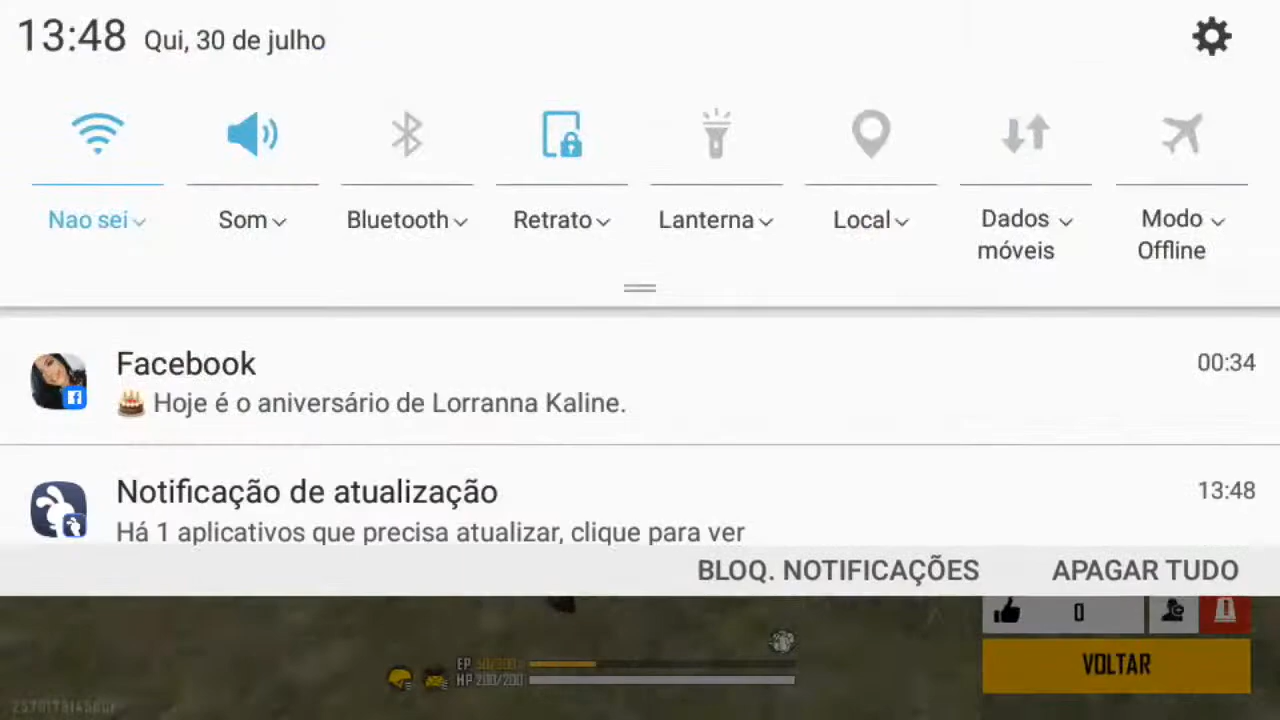 13:48 Qui, 30 de julho
Nao sei
Som
Bluetooth
Retrato
Lanterna
Local
Dados móveis
Modo Offline
Facebook 00:34
Hoje é o aniversário de Lorranna Kaline.
Notificação de atualização 13:48
Há 1 aplicativos que precisa atualizar, clique para ver
BLOQ. NOTIFICAÇÕES APAGAR TUDO
0
EP
HP 200/200
VOLTAR